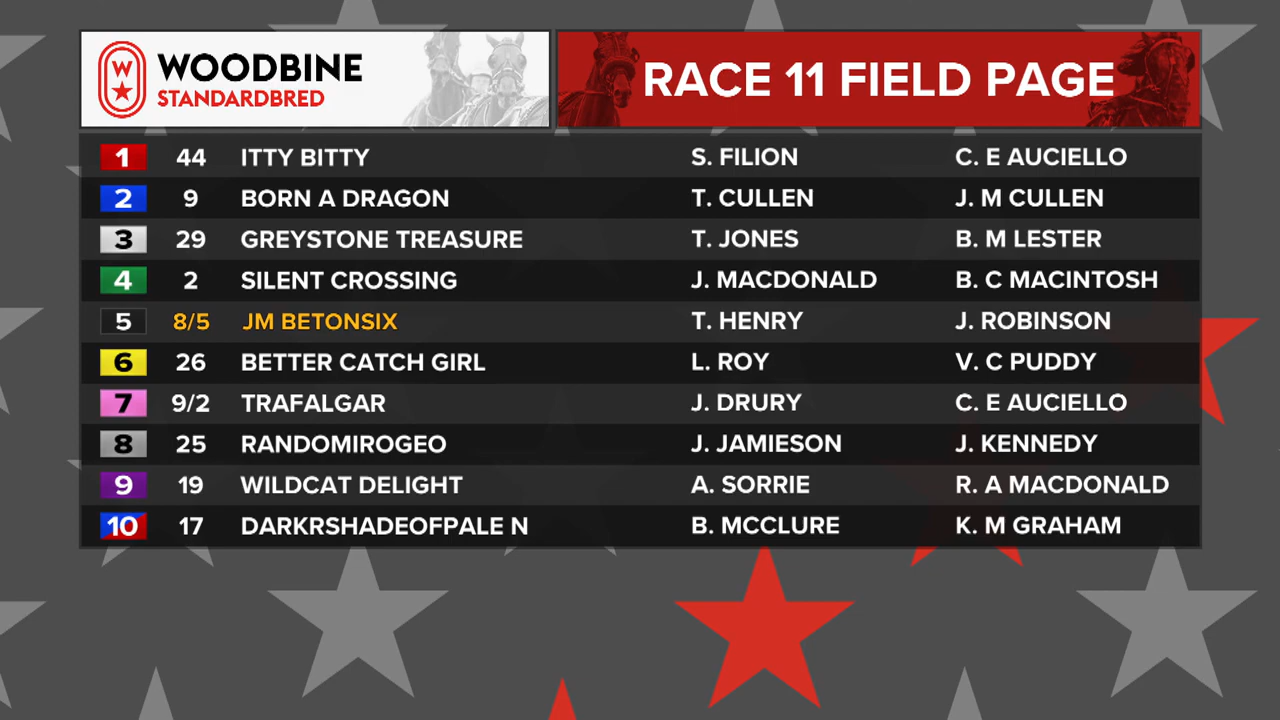 W WOODBINE
STANDARDBRED
RACE 11 FIELD PAGE
1 44 ITTY BITTY S. FILION C. E AUCIELLO
2 9 BORN A DRAGON T. CULLEN J. M CULLEN
3 29 GREYSTONE TREASURE T. JONES B. M LESTER
4 2 SILENT CROSSING J. MACDONALD B. C MACINTOSH
5 8/5 JM BETONSIX T. HENRY J. ROBINSON
6 26 BETTER CATCH GIRL L. ROY V. C PUDDY
7 9/2 TRAFALGAR J. DRURY C. E AUCIELLO
8 25 RANDOMIROGEO J. JAMIESON J. KENNEDY
9 19 WILDCAT DELIGHT A. SORRIE R. A MACDONALD
10 17 DARKRSHADEOFPALE N B. MCCLURE K. M GRAHAM